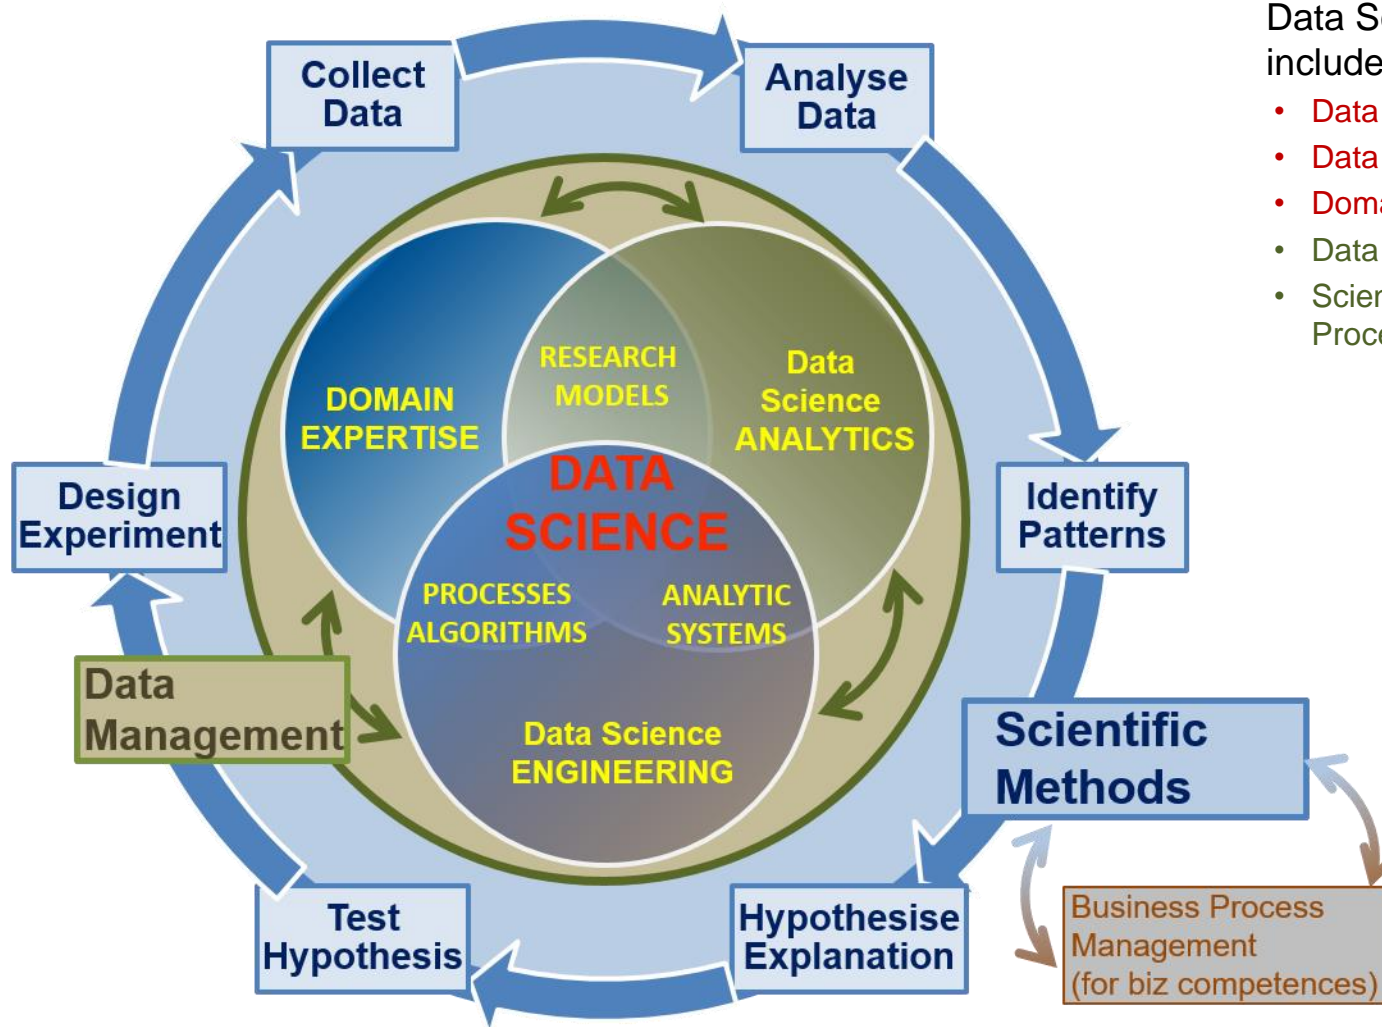 Data
include
• Data
• Data
•
• Data
•
Collect
Data
Analyse
Data
RESEARCH
MODELS
DOMAIN
EXPERTISE
Data
Science
ANALYTICS
DATA
SCIENCE
Design
Experiment
Identify
Patterns
PROCESSES
ALGORITHMS
ANALYTIC
SYSTEMS
Data
Management
Data Science
ENGINEERING
Scientific
Methods
Test
Hypothesis
Hypothesise
Explanation
Business Process
Management
(for biz competences)